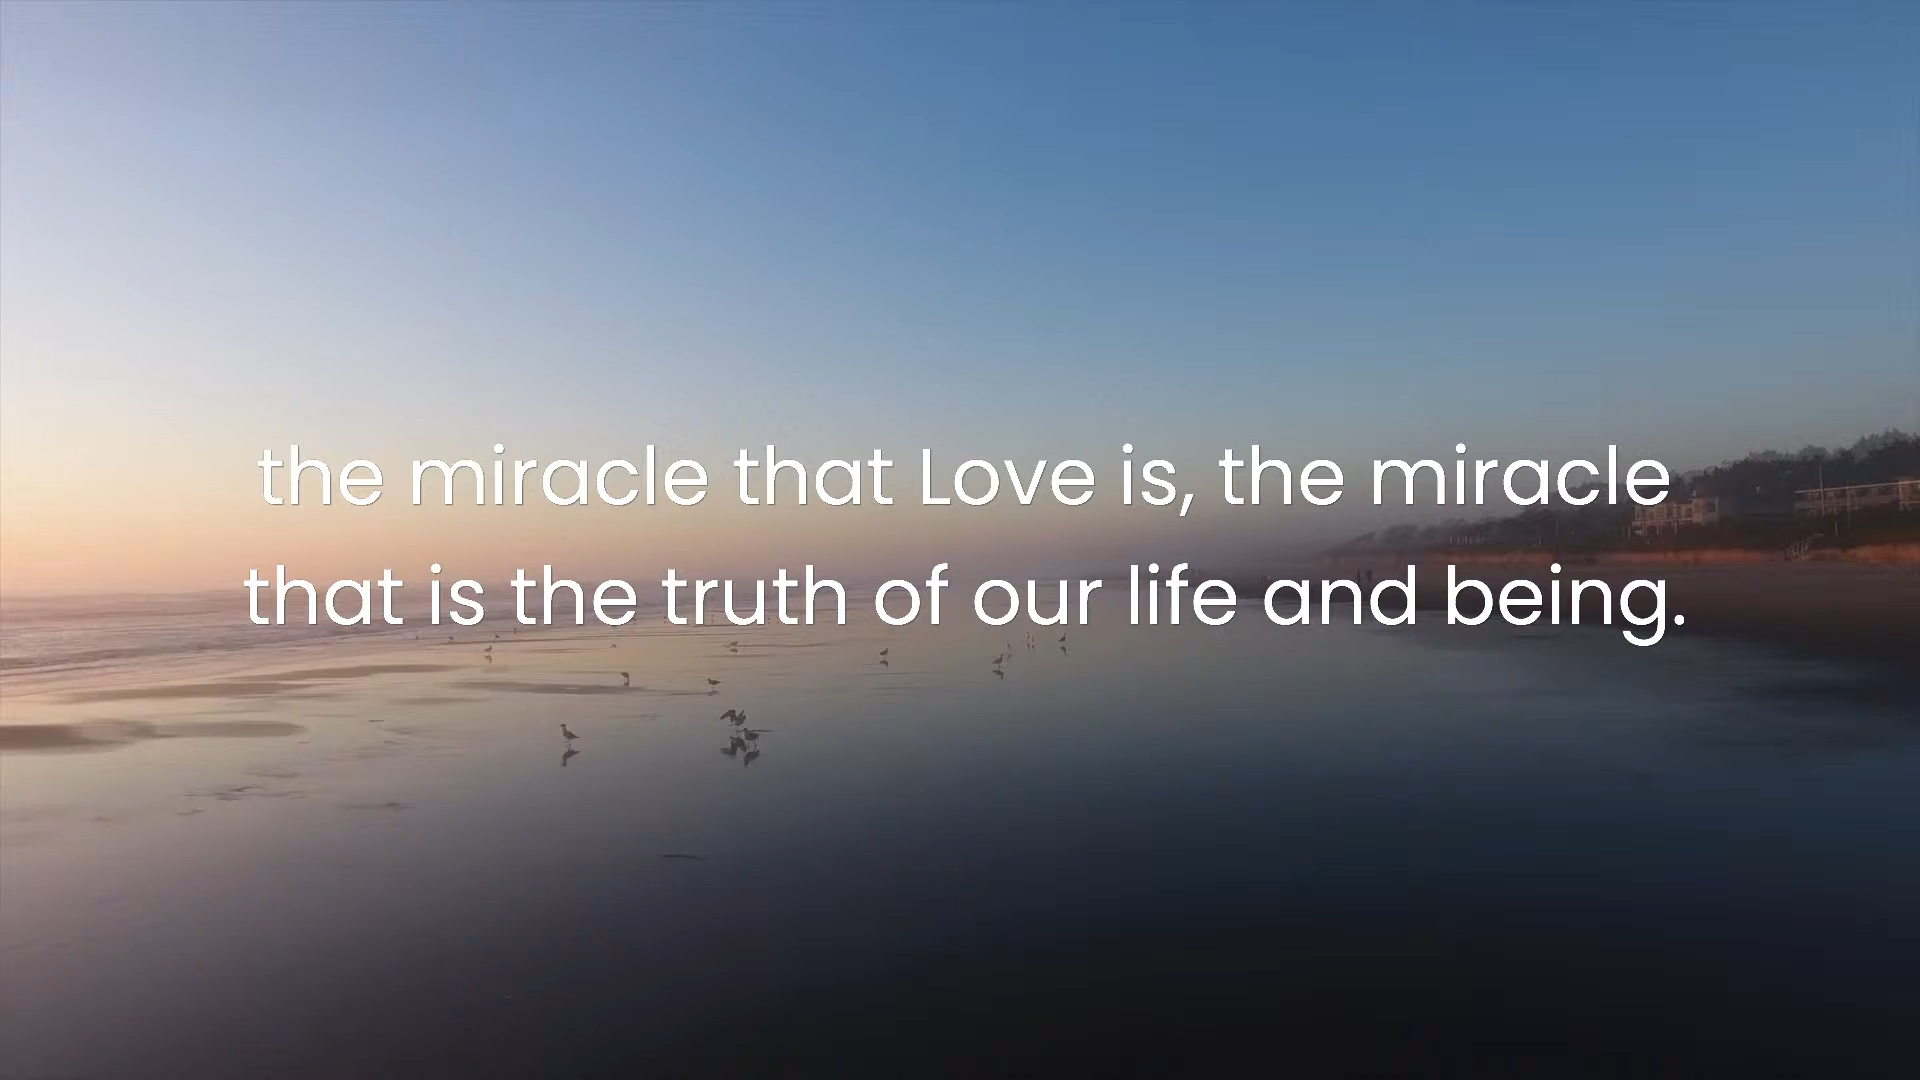 the miracle that Love is, the miracle
that is the truth of our life and being.